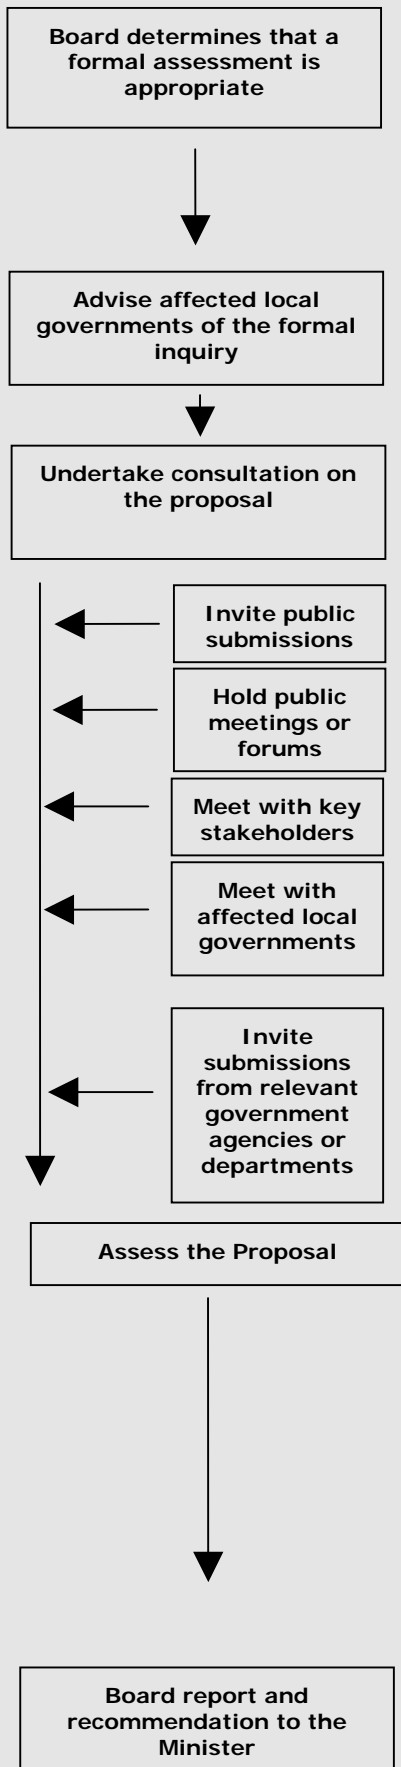 Board determines that a
formal assessment is
appropriate
Advise affected local
governments of the formal
inquiry
Undertake consultation on
the proposal
Invite public
submissions
Hold public
meetings or
forums
Meet with key
stakeholders
Meet with
affected local
governments
Invite
submissions
from relevant
government
agencies or
departments
Assess the Proposal
Board report and
recommendation to the
Minister